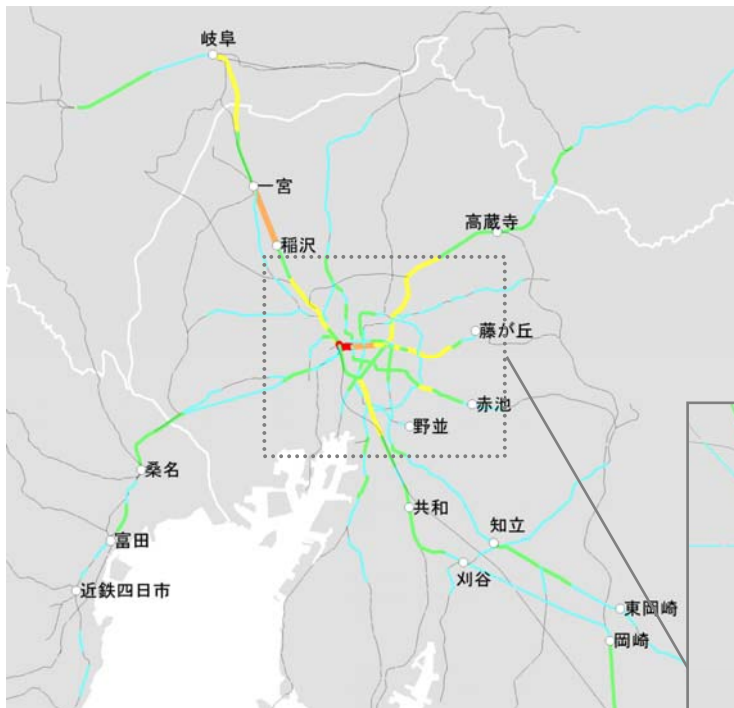 岐阜
一宮
高蔵寺
稲沢
藤が丘
赤池
野並
桑名
共和
知立
富田
刈谷
近鉄四日市
東岡崎
岡崎